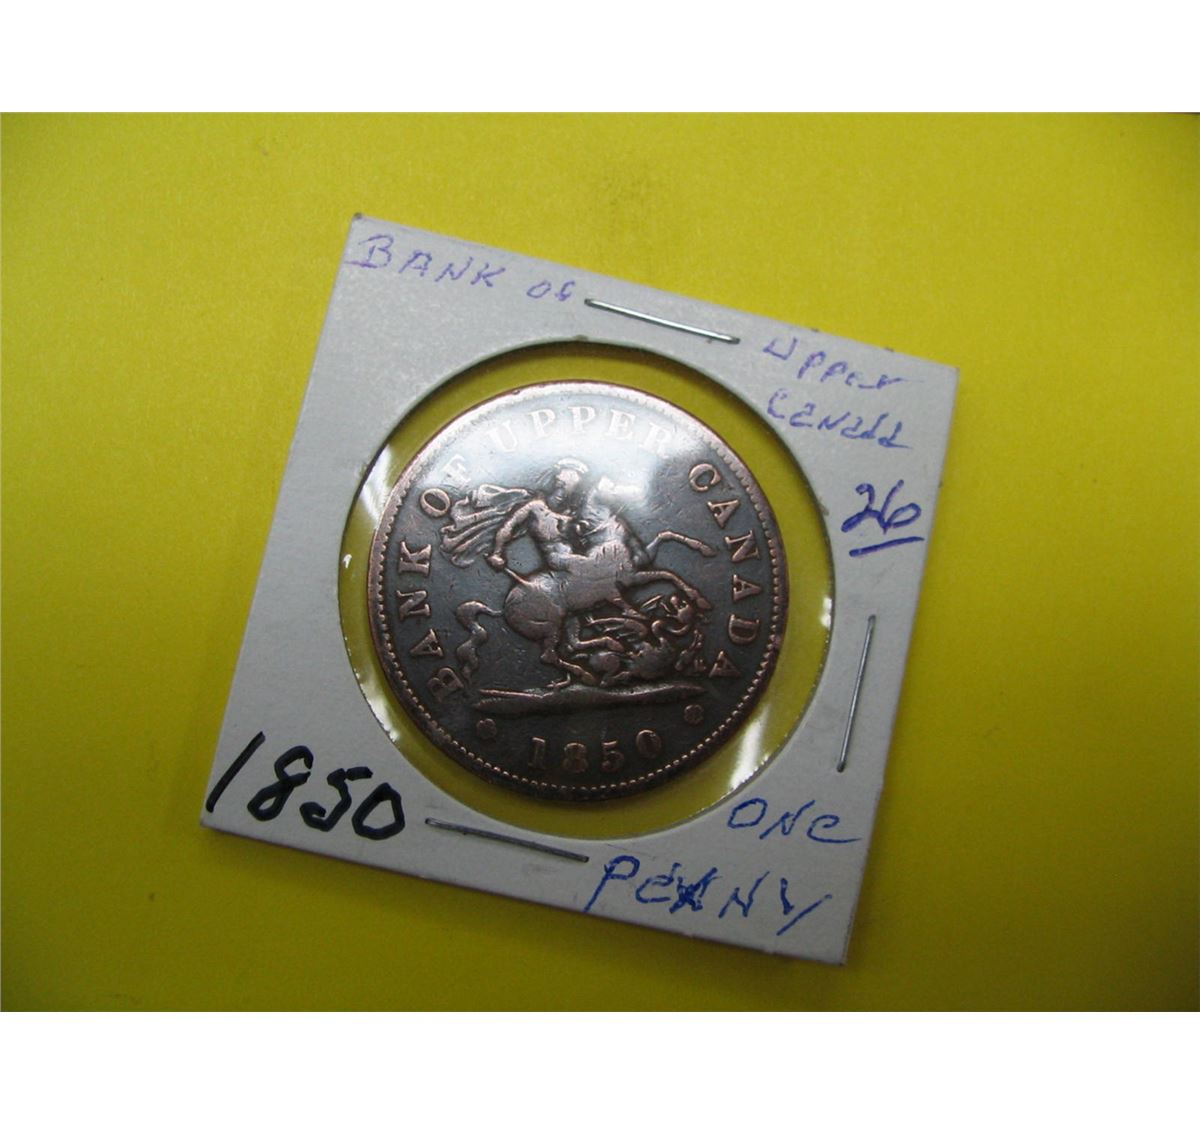 BANK of
Upper
Canada
26
BANK OF UPPER CANADA
1850
1850
ONe
PeNNY